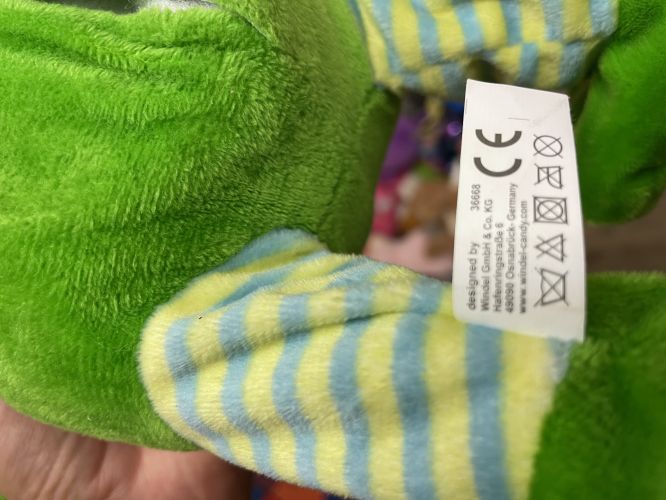 CE
designed by 36668
Windel GmbH & Co. KG
Hafenringstraße 6
49090 Osnabrück - Germany
www.windel-candy.com